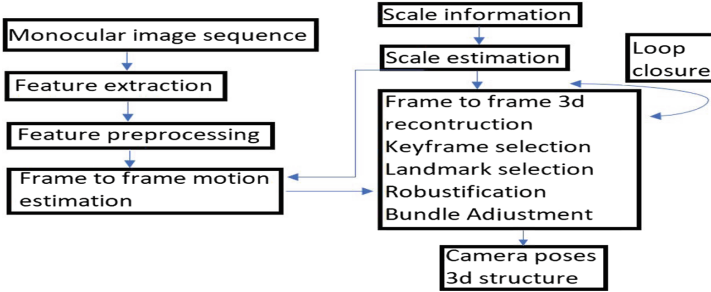 Monocular image sequence
Feature extraction
Feature preprocessing
Frame to frame motion
estimation
Scale information
Scale estimation
Loop
closure
Frame to frame 3d
recontruction
Keyframe selection
Landmark selection
Robustification
Bundle Adjustment
Camera poses
3d structure